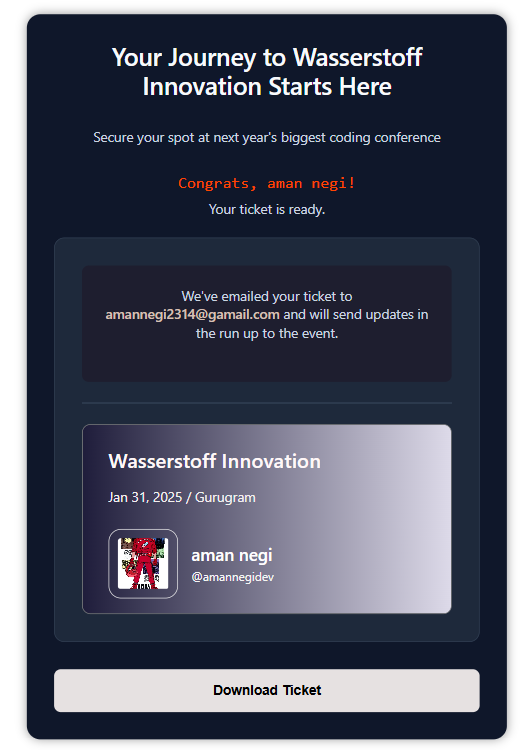 Your Journey to Wasserstoff
Innovation Starts Here
Secure your spot at next year's biggest coding conference
Congrats, aman negi!
Your ticket is ready.
We've emailed your ticket to
amannegi2314@gamail.com and will send updates in
the run up to the event.
Wasserstoff Innovation
Jan 31, 2025 / Gurugram
aman negi
@amannegidev
Download Ticket